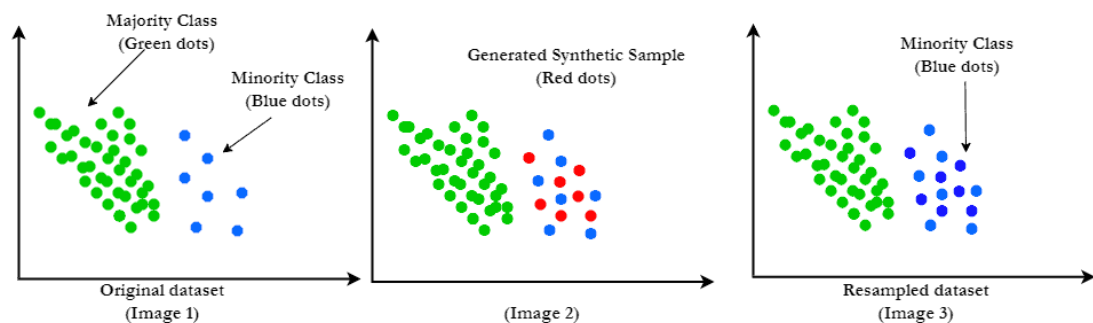 Majority Class
(Green dots)
Minority Class
(Blue dots)
Original dataset
(Image 1)
Generated Synthetic Sample
(Red dots)
(Image 2)
Minority Class
(Blue dots)
Resampled dataset
(Image 3)